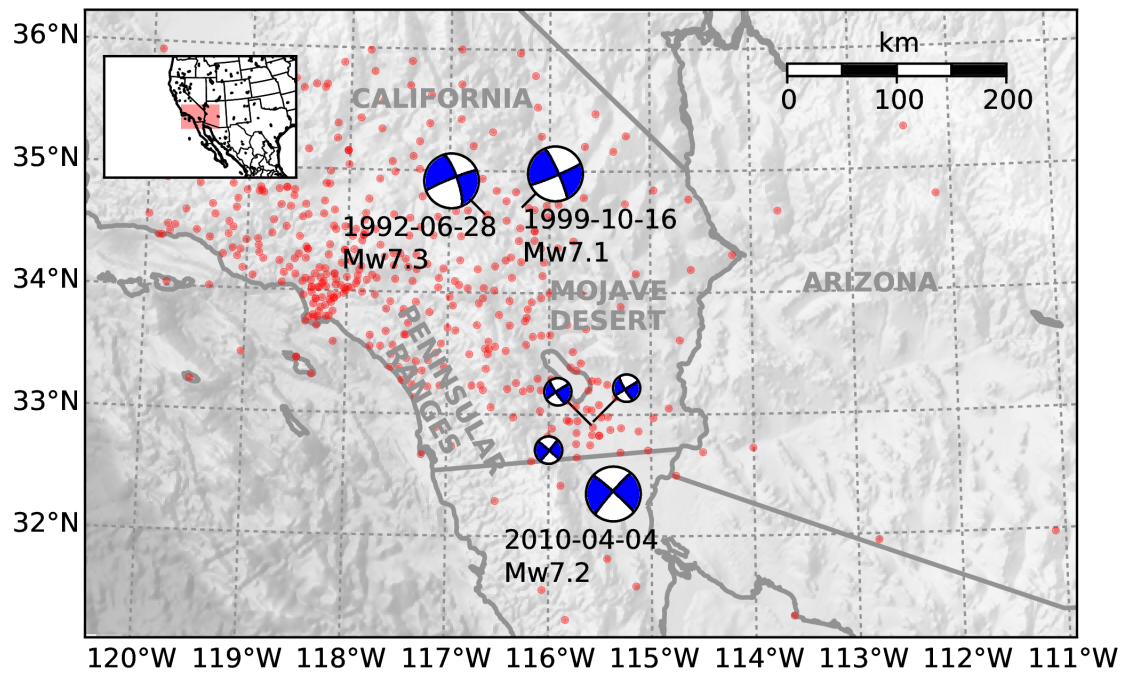 36°N
km
0 100 200
CALIFORNIA
35°N
1992-06-28
Mw7.3
1999-10-16
Mw7.1
34°N
MOJAVE
DESERT
ARIZONA
PENINSULAR
RANGES
33°N
32°N
2010-04-04
Mw7.2
120°W 119°W 118°W 117°W 116°W 115°W 114°W 113°W 112°W 111°W